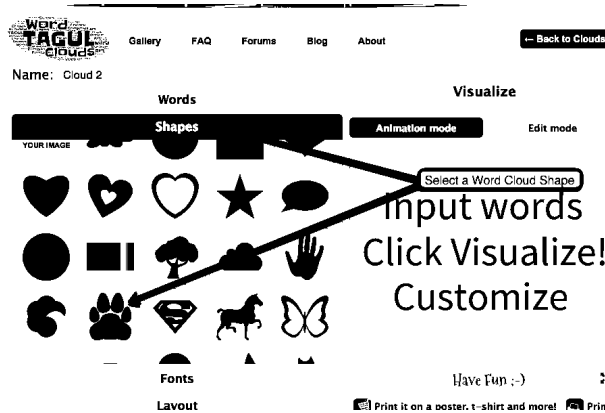 Word
TAGUL
Clouds
Gallery FAQ Forums Blog About
← Back to Clouds
Name: Cloud 2
Words
Visualize
Shapes
Animation mode Edit mode
YOUR IMAGE
Select a Word Cloud Shape
Input words
Click Visualize!
Customize
Fonts
Have Fun ;-)
Layout
Print it on a poster, t-shirt and more! Prin